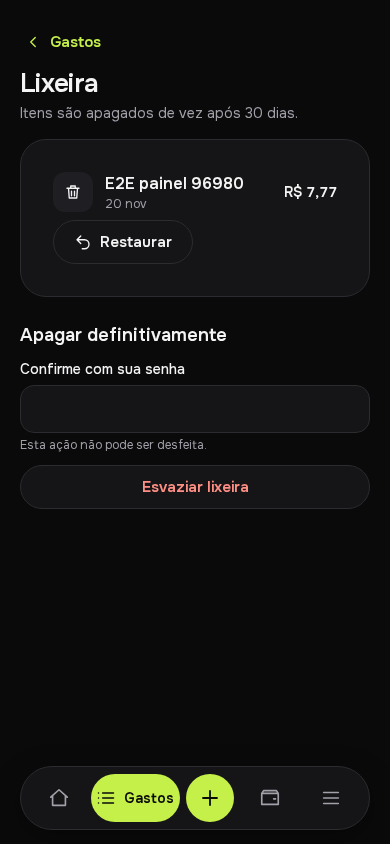 Gastos
Lixeira
Itens são apagados de vez após 30 dias.
E2E painel 96980
20 nov
R$ 7,77
Restaurar
Apagar definitivamente
Confirme com sua senha
Esta ação não pode ser desfeita.
Esvaziar lixeira
Gastos